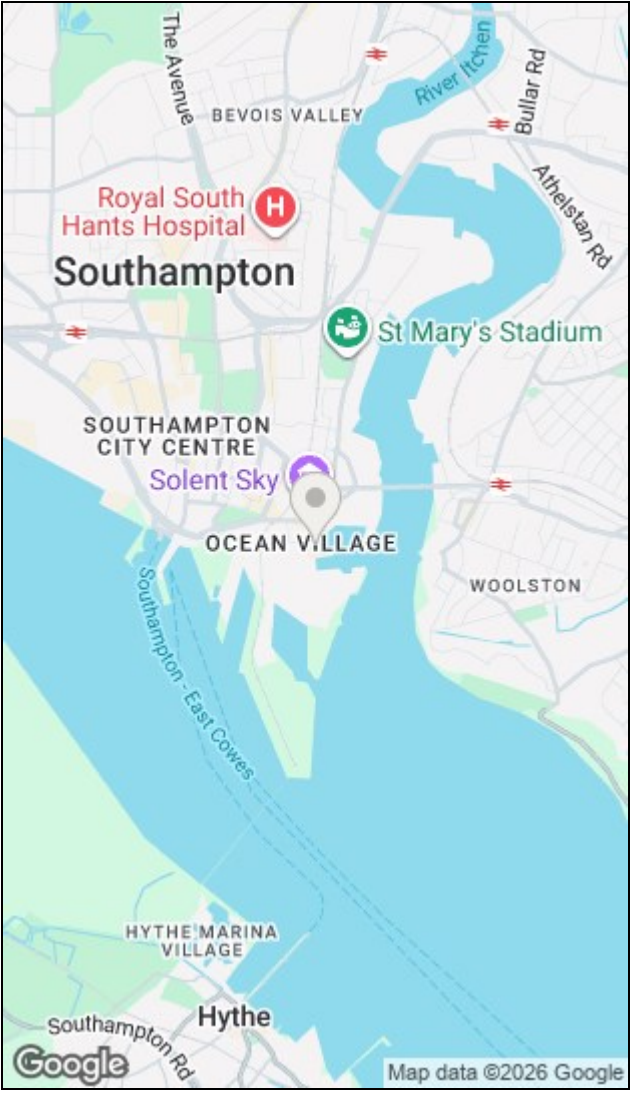 The Avenue
River Itchen
Bullar Rd
BEVOIS VALLEY
Athelstan Rd
Royal South
Hants Hospital
H
Southampton
St Mary's Stadium
SOUTHAMPTON
CITY CENTRE
Solent Sky
OCEAN VILLAGE
WOOLSTON
Southampton - East Cowes
HYTHE MARINA
VILLAGE
Hythe
Southampton Rd
Google
Map data ©2026 Google